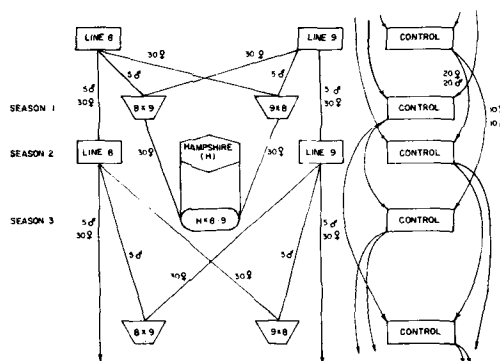 LINE 8
30♀
30♀
LINE 9
CONTROL
5♂
5♂
5♂
30♀
5♂
30♀
20♀
20♂
SEASON 1
8 x 9
9 x 8
CONTROL
10♀
SEASON 2
LINE 8
30♀
HAMPSHIRE
(H)
30♀
LINE 9
CONTROL
SEASON 3
5♂
30♀
H x 8·9
5♂
30♀
CONTROL
5♂
30♀
30♀
5♂
8 x 9
9 x 8
CONTROL